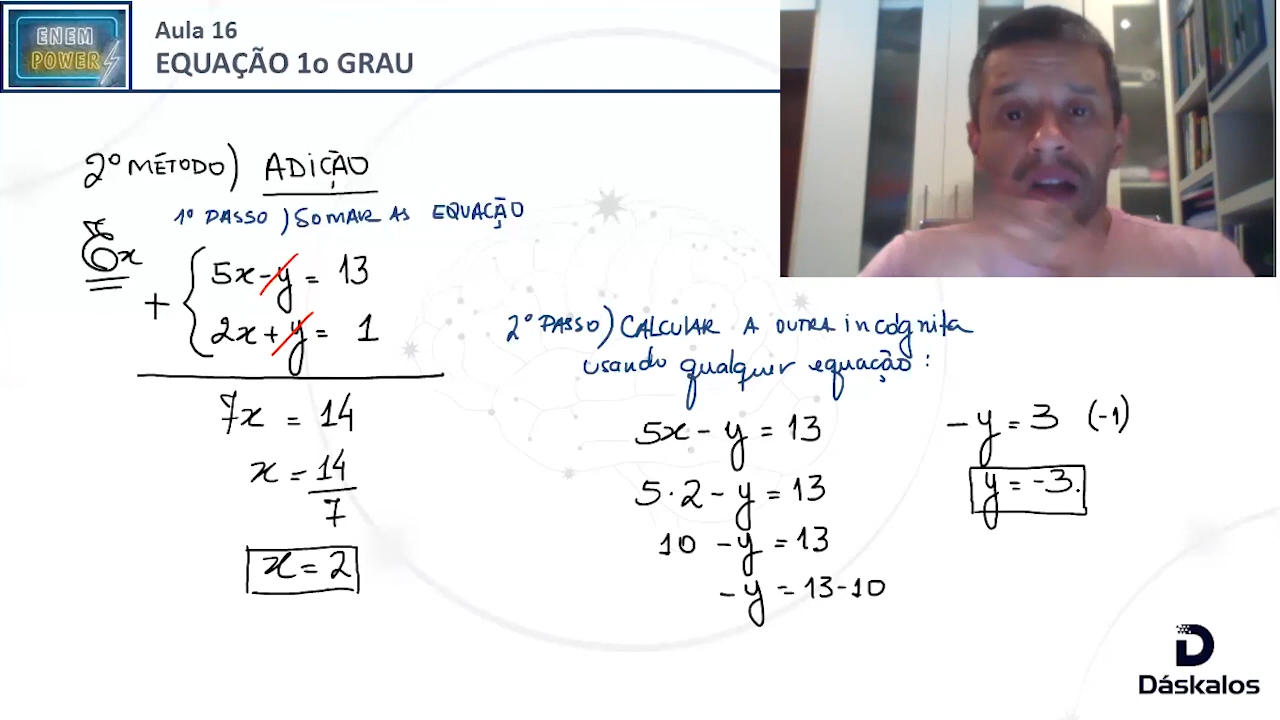 ENEM
POWER
Aula 16
EQUAÇÃO 1o GRAU
2º MÉTODO) ADIÇÃO
1º PASSO) SOMAR AS EQUAÇÃO
Ex
+ { 5x - y = 13
2x + y = 1
7x = 14
x = 14/7
x = 2
2º PASSO) CALCULAR A OUTRA incógnita
usando qualquer equação:
5x - y = 13
5·2 - y = 13
10 - y = 13
-y = 13-10
-y = 3 (-1)
y = -3.
Dáskalos